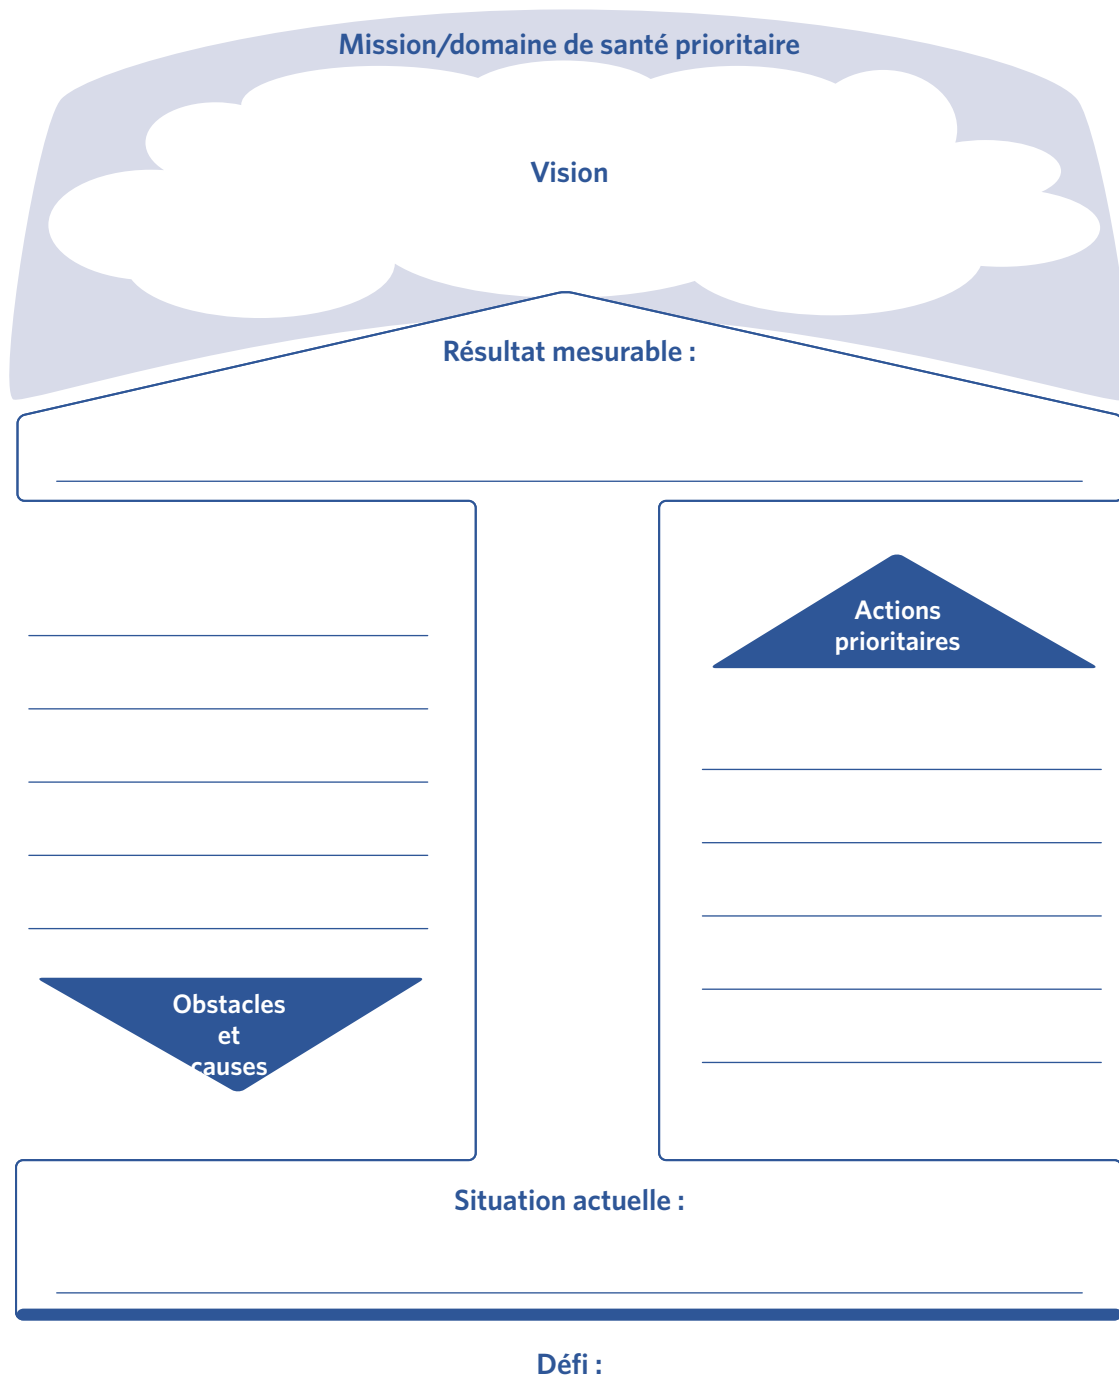 Mission/domaine de santé prioritaire
Vision
Résultat mesurable :
Actions
prioritaires
Obstacles
et
causes
Situation actuelle :
Défi :